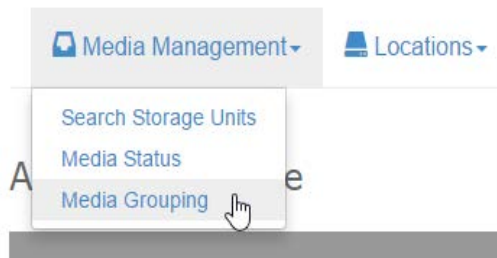 Media Management Locations
Search Storage Units
Media Status
Media Grouping